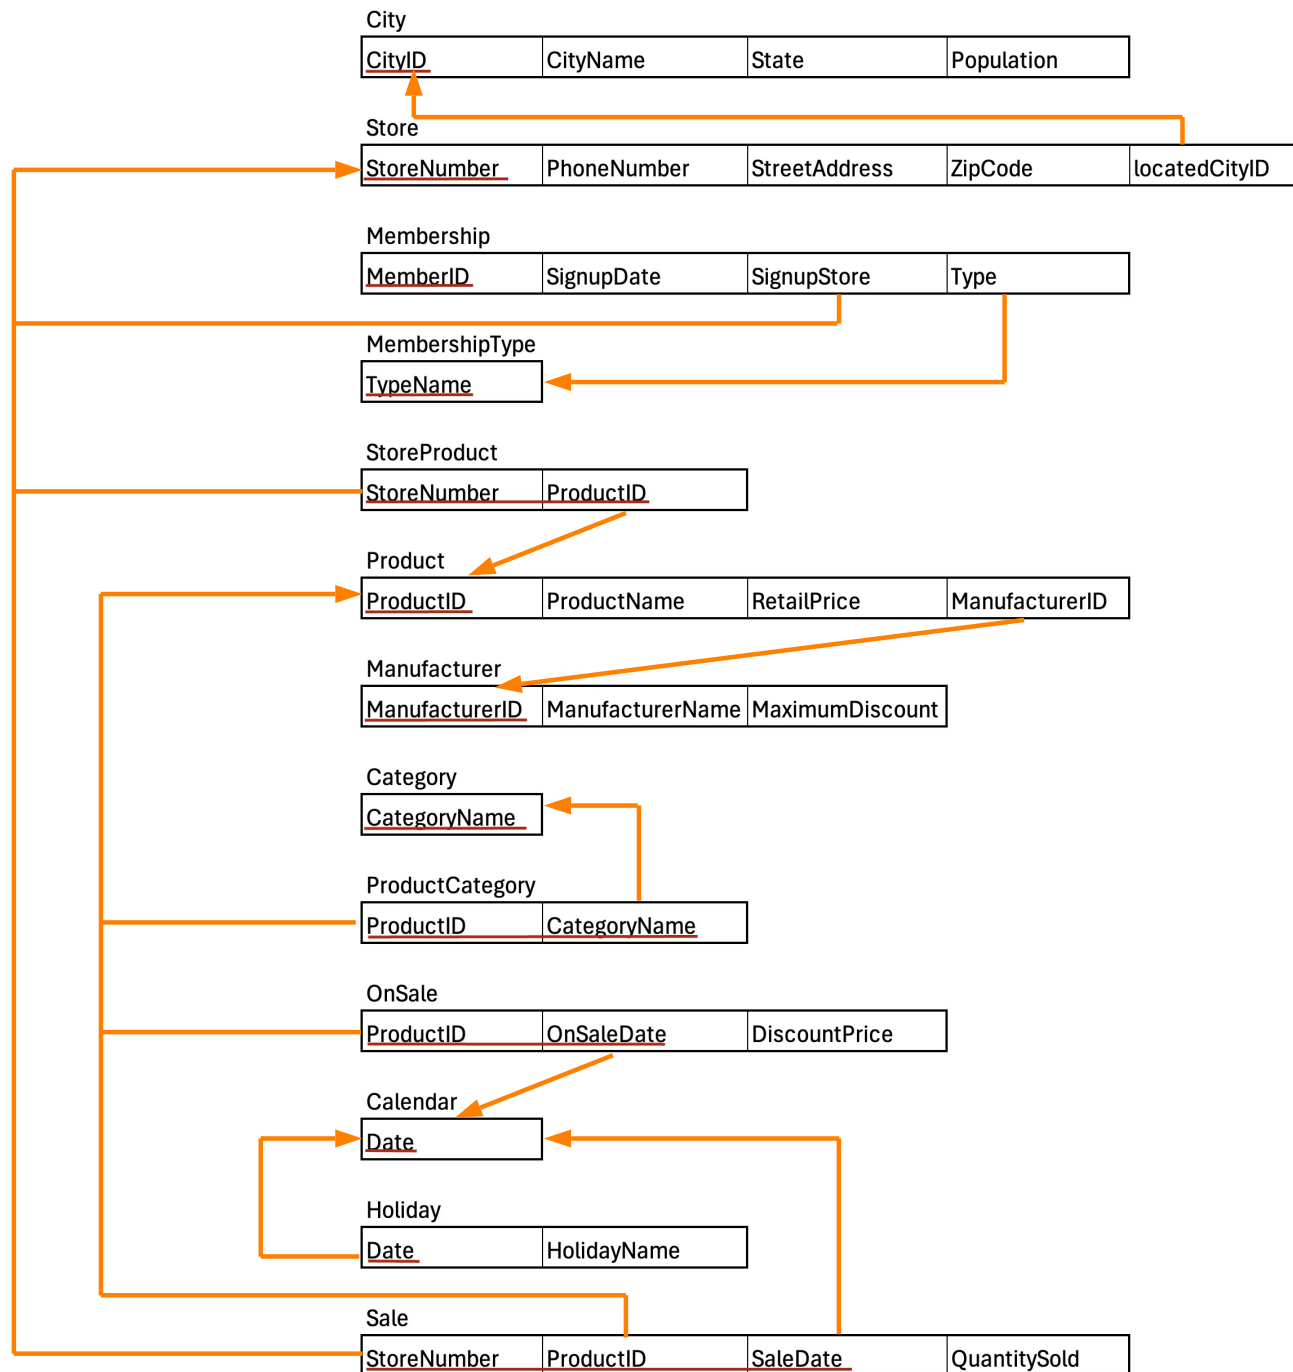 City
CityID CityName State Population
Store
StoreNumber PhoneNumber StreetAddress ZipCode locatedCityID
Membership
MemberID SignupDate SignupStore Type
MembershipType
TypeName
StoreProduct
StoreNumber ProductID
Product
ProductID ProductName RetailPrice ManufacturerID
Manufacturer
ManufacturerID ManufacturerName MaximumDiscount
Category
CategoryName
ProductCategory
ProductID CategoryName
OnSale
ProductID OnSaleDate DiscountPrice
Calendar
Date
Holiday
Date HolidayName
Sale
StoreNumber ProductID SaleDate QuantitySold